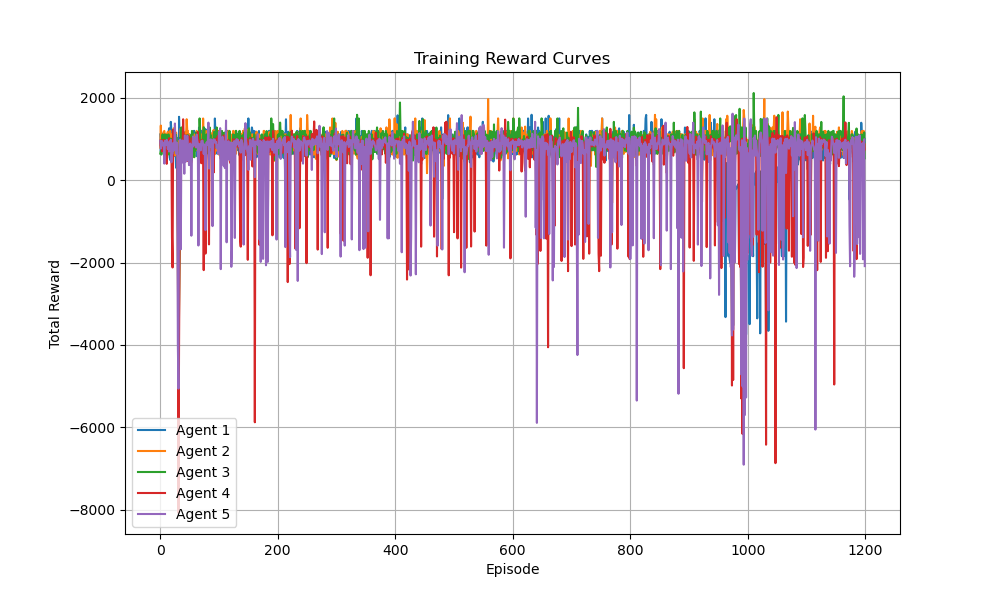 Training Reward Curves
Total Reward
2000
0
−2000
−4000
−6000
−8000
Agent 1
Agent 2
Agent 3
Agent 4
Agent 5
0 200 400 600 800 1000 1200
Episode